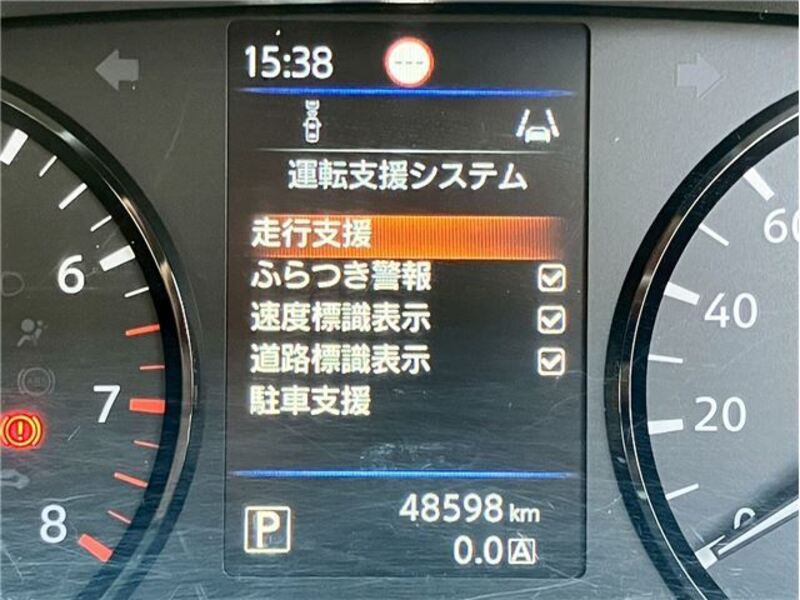 15:38
運転支援システム
走行支援
ふらつき警報
速度標識表示
道路標識表示
駐車支援
P
48598 km
0.0 A
6
7
8
60
40
20
0